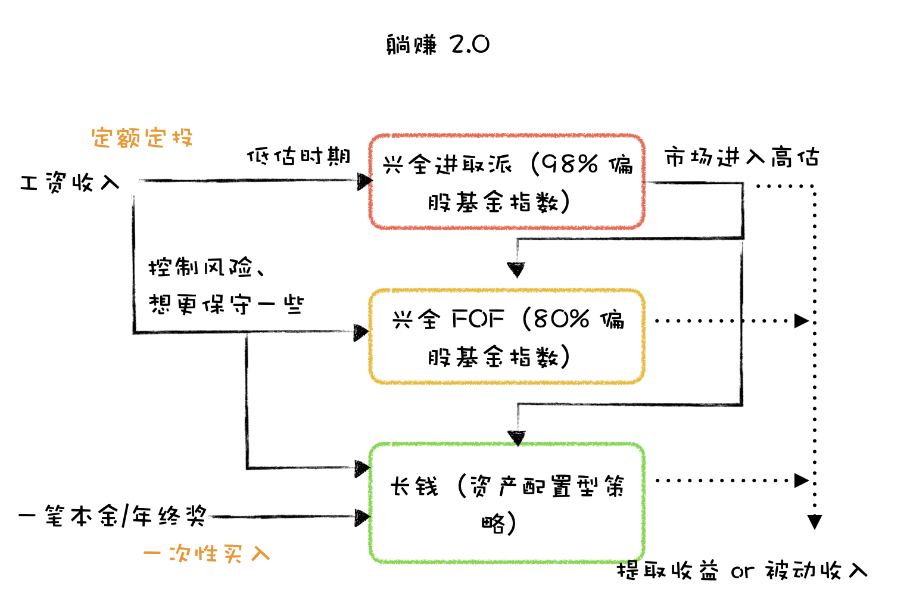 躺赚 2.0
定额定投
低估时期
兴全进取派（98% 偏
股基金指数）
市场进入高估
工资收入
控制风险、
想更保守一些
兴全 FOF（80% 偏
股基金指数）
长钱（资产配置型策
略）
一笔本金/年终奖
一次性买入
提取收益 or 被动收入